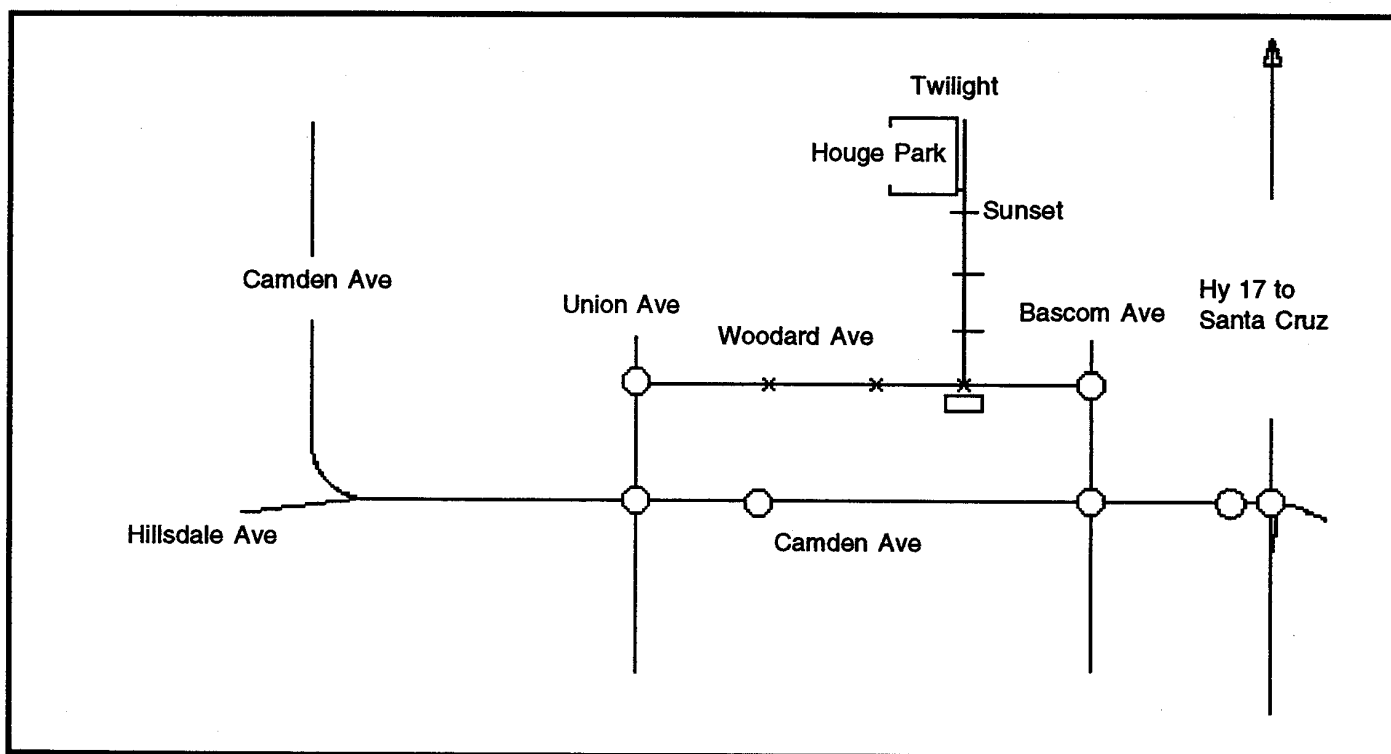 Twilight
Houge Park
Sunset
Camden Ave
Union Ave
Woodard Ave
Bascom Ave
Hy 17 to
Santa Cruz
Hillsdale Ave
Camden Ave